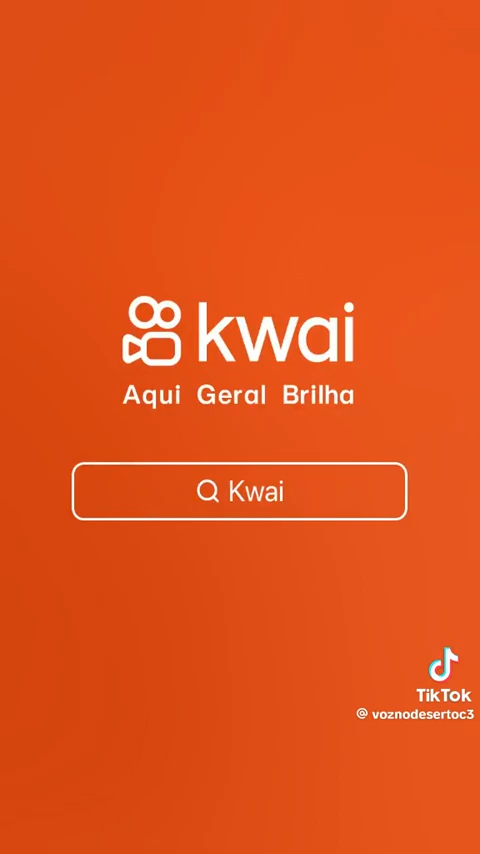 kwai
Aqui Geral Brilha
Kwai
TikTok
@ voznodesertoc3